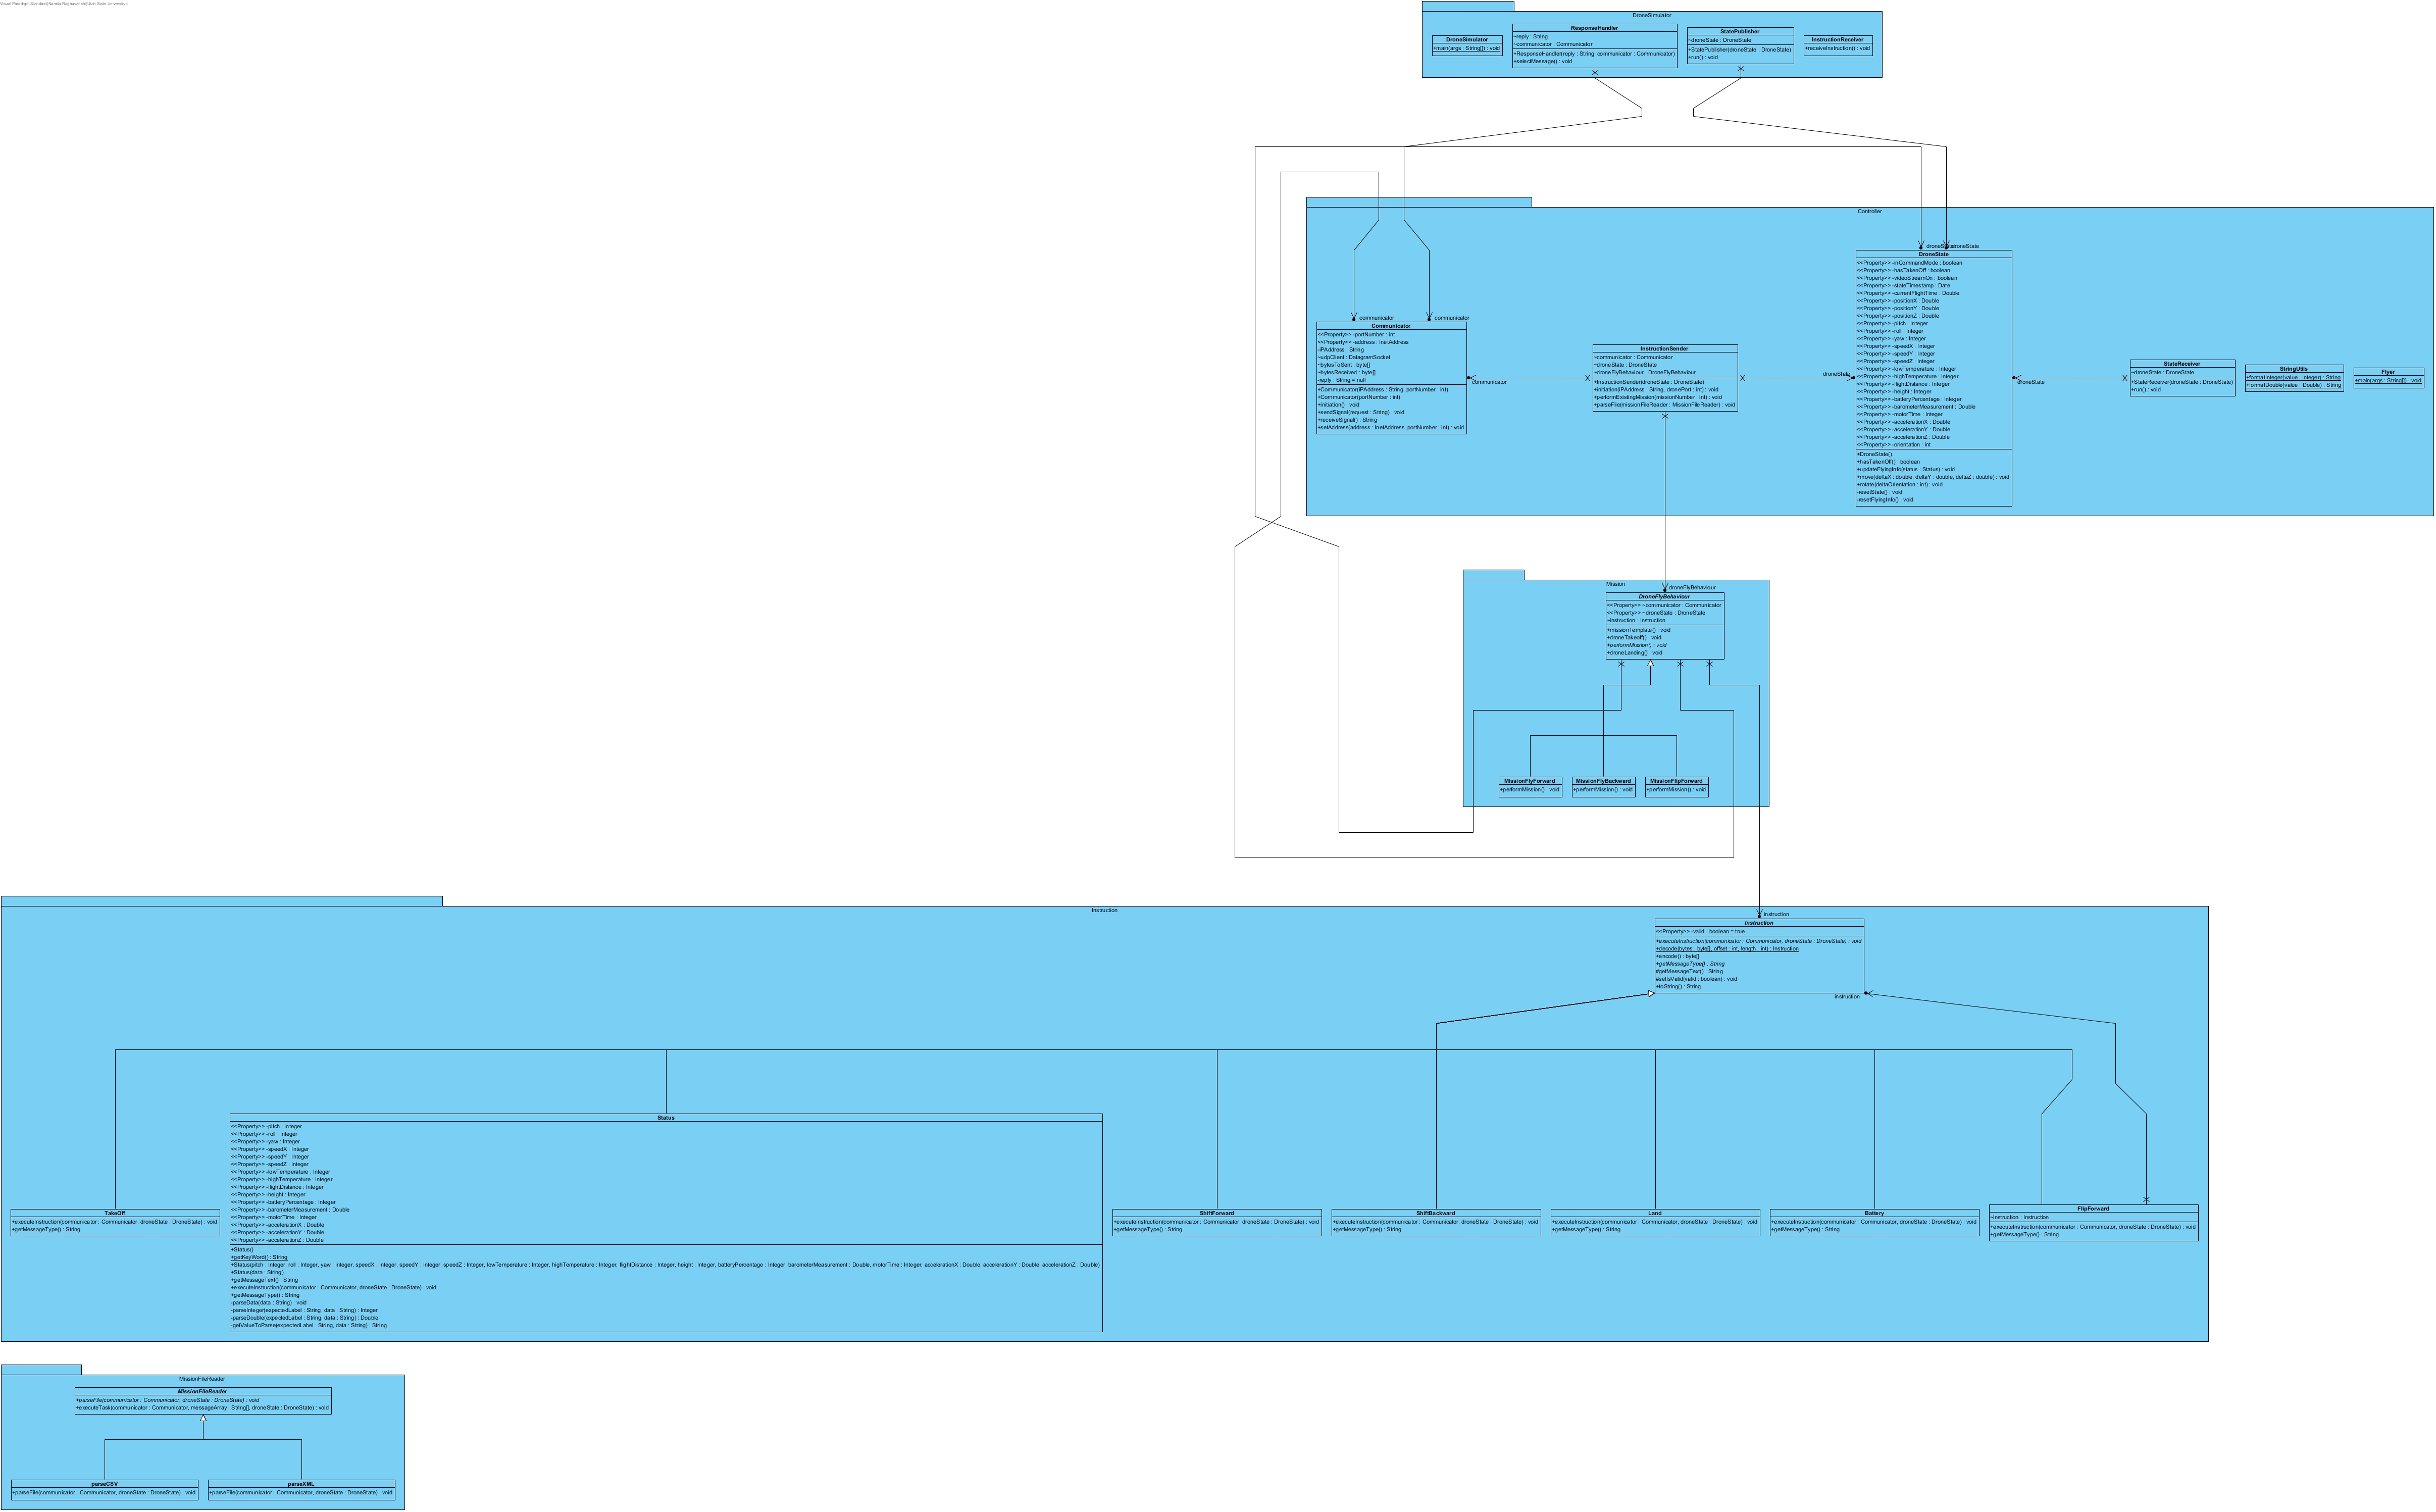 Visual Paradigm Standard(
(Utah State University))
DroneSimulator
DroneSimulator
+main(args : String[]) : void
ResponseHandler
~reply : String
~communicator : Communicator
+ResponseHandler(reply : String, communicator : Communicator)
+selectMessage() : void
StatePublisher
~droneState : DroneState
+StatePublisher(droneState : DroneState)
+run() : void
InstructionReceiver
+receiveInstruction() : void
Controller
droneState
droneState
communicator
communicator
Communicator
<<Property>> -portNumber : int
<<Property>> -address : InetAddress
-iPAddress : String
~udpClient : DatagramSocket
~bytesToSent : byte[]
~bytesReceived : byte[]
-reply : String = null
+Communicator(iPAddress : String, portNumber : int)
+Communicator(portNumber : int)
+initiation() : void
+sendSignal(request : String) : void
+receiveSignal() : String
+setAddress(address : InetAddress, portNumber : int) : void
communicator
InstructionSender
~communicator : Communicator
~droneState : DroneState
~droneFlyBehaviour : DroneFlyBehaviour
+InstructionSender(droneState : DroneState)
+initiation(IPAddress : String, dronePort : int) : void
+performExistingMission(missionNumber : int) : void
+parseFile(missionFileReader : MissionFileReader) : void
droneState
DroneState
<<Property>> -inCommandMode : boolean
<<Property>> -hasTakenOff : boolean
<<Property>> -videoStreamOn : boolean
<<Property>> -stateTimestamp : Date
<<Property>> -currentFlightTime : Double
<<Property>> -positionX : Double
<<Property>> -positionY : Double
<<Property>> -positionZ : Double
<<Property>> -pitch : Integer
<<Property>> -roll : Integer
<<Property>> -yaw : Integer
<<Property>> -speedX : Integer
<<Property>> -speedY : Integer
<<Property>> -speedZ : Integer
<<Property>> -lowTemperature : Integer
<<Property>> -highTemperature : Integer
<<Property>> -flightDistance : Integer
<<Property>> -height : Integer
<<Property>> -batteryPercentage : Integer
<<Property>> -barometerMeasurement : Double
<<Property>> -motorTime : Integer
<<Property>> -accelerationX : Double
<<Property>> -accelerationY : Double
<<Property>> -accelerationZ : Double
<<Property>> -orientation : int
+DroneState()
+hasTakenOff() : boolean
+updateFlyingInfo(status : Status) : void
+move(deltaX : double, deltaY : double, deltaZ : double) : void
+rotate(deltaOrientation : int) : void
-resetState() : void
-resetFlyingInfo() : void
droneState
StateReceiver
~droneState : DroneState
+StateReceiver(droneState : DroneState)
+run() : void
StringUtils
+formatInteger(value : Integer) : String
+formatDouble(value : Double) : String
Flyer
+main(args : String[]) : void
Mission
droneFlyBehaviour
DroneFlyBehaviour
<<Property>> ~communicator : Communicator
<<Property>> ~droneState : DroneState
~instruction : Instruction
+missionTemplate() : void
+droneTakeoff() : void
+performMission() : void
+droneLanding() : void
MissionFlyForward
+performMission() : void
MissionFlyBackward
+performMission() : void
MissionFlipForward
+performMission() : void
Instruction
instruction
Instruction
<<Property>> -valid : boolean = true
+executeInstruction(communicator : Communicator, droneState : DroneState) : void
+decode(bytes : byte[], offset : int, length : int) : Instruction
+encode() : byte[]
+getMessageType() : String
#getMessageText() : String
#setIsValid(valid : boolean) : void
+toString() : String
instruction
TakeOff
+executeInstruction(communicator : Communicator, droneState : DroneState) : void
+getMessageType() : String
Status
<<Property>> -pitch : Integer
<<Property>> -roll : Integer
<<Property>> -yaw : Integer
<<Property>> -speedX : Integer
<<Property>> -speedY : Integer
<<Property>> -speedZ : Integer
<<Property>> -lowTemperature : Integer
<<Property>> -highTemperature : Integer
<<Property>> -flightDistance : Integer
<<Property>> -height : Integer
<<Property>> -batteryPercentage : Integer
<<Property>> -barometerMeasurement : Double
<<Property>> -motorTime : Integer
<<Property>> -accelerationX : Double
<<Property>> -accelerationY : Double
<<Property>> -accelerationZ : Double
+Status()
+getKeyWord() : String
+Status(pitch : Integer, roll : Integer, yaw : Integer, speedX : Integer, speedY : Integer, speedZ : Integer, lowTemperature : Integer, highTemperature : Integer, flightDistance : Integer, height : Integer, batteryPercentage : Integer, barometerMeasurement : Double, motorTime : Integer, accelerationX : Double, accelerationY : Double, accelerationZ : Double)
+Status(data : String)
+getMessageText() : String
+executeInstruction(communicator : Communicator, droneState : DroneState) : void
+getMessageType() : String
-parseData(data : String) : void
-parseInteger(expectedLabel : String, data : String) : Integer
-parseDouble(expectedLabel : String, data : String) : Double
-getValueToParse(expectedLabel : String, data : String) : String
ShiftForward
+executeInstruction(communicator : Communicator, droneState : DroneState) : void
+getMessageType() : String
ShiftBackward
+executeInstruction(communicator : Communicator, droneState : DroneState) : void
+getMessageType() : String
Land
+executeInstruction(communicator : Communicator, droneState : DroneState) : void
+getMessageType() : String
Battery
+executeInstruction(communicator : Communicator, droneState : DroneState) : void
+getMessageType() : String
FlipForward
~instruction : Instruction
+executeInstruction(communicator : Communicator, droneState : DroneState) : void
+getMessageType() : String
MissionFileReader
MissionFileReader
+parseFile(communicator : Communicator, droneState : DroneState) : void
+executeTask(communicator : Communicator, messageArray : String[], droneState : DroneState) : void
parseCSV
+parseFile(communicator : Communicator, droneState : DroneState) : void
parseXML
+parseFile(communicator : Communicator, droneState : DroneState) : void